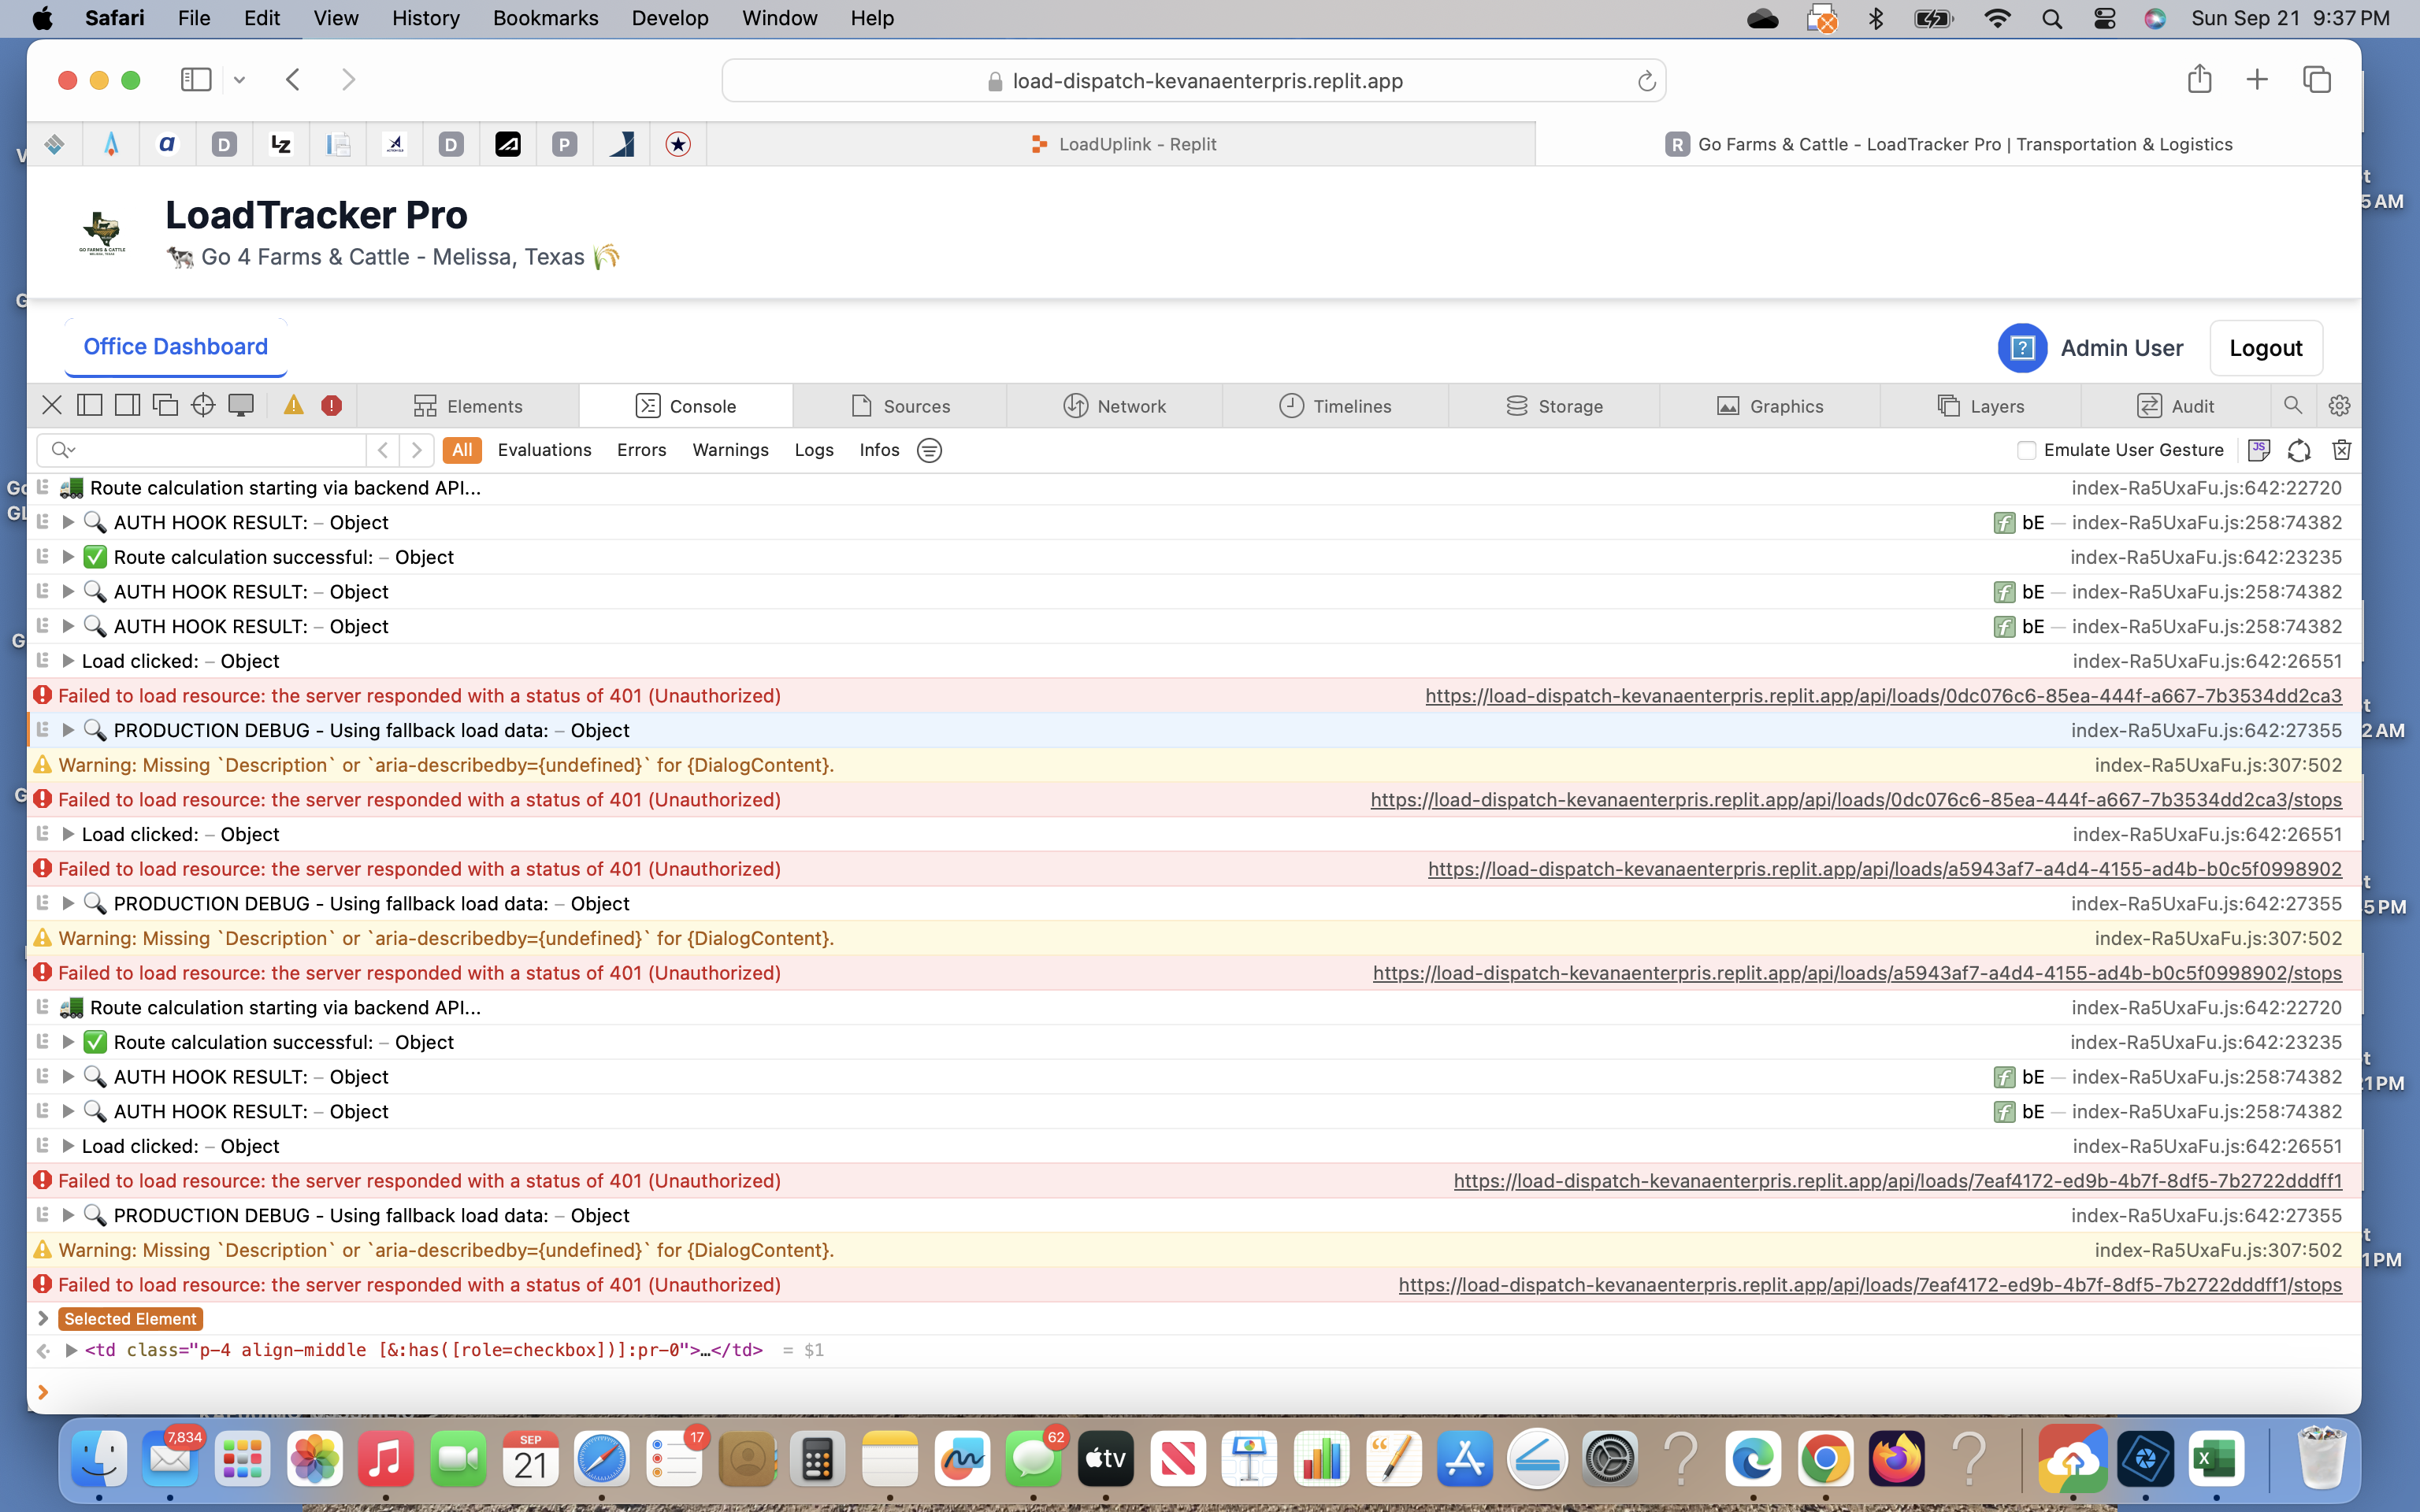 Safari File Edit View History Bookmarks Develop Window Help Sun Sep 21 9:37 PM
load-dispatch-kevanaenterpris.replit.app
a D LZ D P LoadUplink - Replit R Go Farms & Cattle - LoadTracker Pro | Transportation & Logistics
LoadTracker Pro
Go 4 Farms & Cattle - Melissa, Texas
GO FARMS & CATTLE
MELISSA, TEXAS
Office Dashboard ? Admin User Logout
Elements Console Sources Network Timelines Storage Graphics Layers Audit
All Evaluations Errors Warnings Logs Infos Emulate User Gesture
Route calculation starting via backend API... index-Ra5UxaFu.js:642:22720
AUTH HOOK RESULT: – Object f bE — index-Ra5UxaFu.js:258:74382
Route calculation successful: – Object index-Ra5UxaFu.js:642:23235
AUTH HOOK RESULT: – Object f bE — index-Ra5UxaFu.js:258:74382
AUTH HOOK RESULT: – Object f bE — index-Ra5UxaFu.js:258:74382
Load clicked: – Object index-Ra5UxaFu.js:642:26551
Failed to load resource: the server responded with a status of 401 (Unauthorized) https://load-dispatch-kevanaenterpris.replit.app/api/loads/0dc076c6-85ea-444f-a667-7b3534dd2ca3
PRODUCTION DEBUG - Using fallback load data: – Object index-Ra5UxaFu.js:642:27355
Warning: Missing `Description` or `aria-describedby={undefined}` for {DialogContent}. index-Ra5UxaFu.js:307:502
Failed to load resource: the server responded with a status of 401 (Unauthorized) https://load-dispatch-kevanaenterpris.replit.app/api/loads/0dc076c6-85ea-444f-a667-7b3534dd2ca3/stops
Load clicked: – Object index-Ra5UxaFu.js:642:26551
Failed to load resource: the server responded with a status of 401 (Unauthorized) https://load-dispatch-kevanaenterpris.replit.app/api/loads/a5943af7-a4d4-4155-ad4b-b0c5f0998902
PRODUCTION DEBUG - Using fallback load data: – Object index-Ra5UxaFu.js:642:27355
Warning: Missing `Description` or `aria-describedby={undefined}` for {DialogContent}. index-Ra5UxaFu.js:307:502
Failed to load resource: the server responded with a status of 401 (Unauthorized) https://load-dispatch-kevanaenterpris.replit.app/api/loads/a5943af7-a4d4-4155-ad4b-b0c5f0998902/stops
Route calculation starting via backend API... index-Ra5UxaFu.js:642:22720
Route calculation successful: – Object index-Ra5UxaFu.js:642:23235
AUTH HOOK RESULT: – Object f bE — index-Ra5UxaFu.js:258:74382
AUTH HOOK RESULT: – Object f bE — index-Ra5UxaFu.js:258:74382
Load clicked: – Object index-Ra5UxaFu.js:642:26551
Failed to load resource: the server responded with a status of 401 (Unauthorized) https://load-dispatch-kevanaenterpris.replit.app/api/loads/7eaf4172-ed9b-4b7f-8df5-7b2722dddff1
PRODUCTION DEBUG - Using fallback load data: – Object index-Ra5UxaFu.js:642:27355
Warning: Missing `Description` or `aria-describedby={undefined}` for {DialogContent}. index-Ra5UxaFu.js:307:502
Failed to load resource: the server responded with a status of 401 (Unauthorized) https://load-dispatch-kevanaenterpris.replit.app/api/loads/7eaf4172-ed9b-4b7f-8df5-7b2722dddff1/stops
Selected Element
<td class="p-4 align-middle [&:has([role=checkbox])]:pr-0">…</td> = $1
7,834 SEP 21 17 62 tv